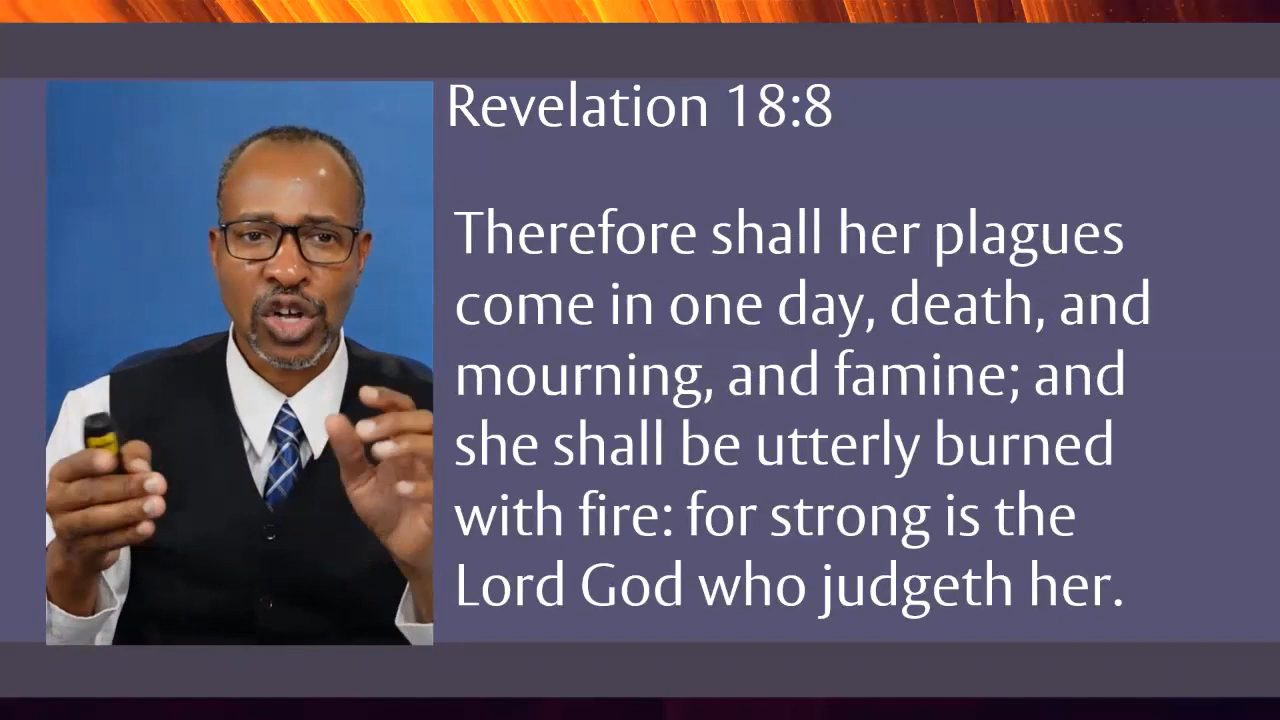 Revelation 18:8
Therefore shall her plagues
come in one day, death, and
mourning, and famine; and
she shall be utterly burned
with fire: for strong is the
Lord God who judgeth her.